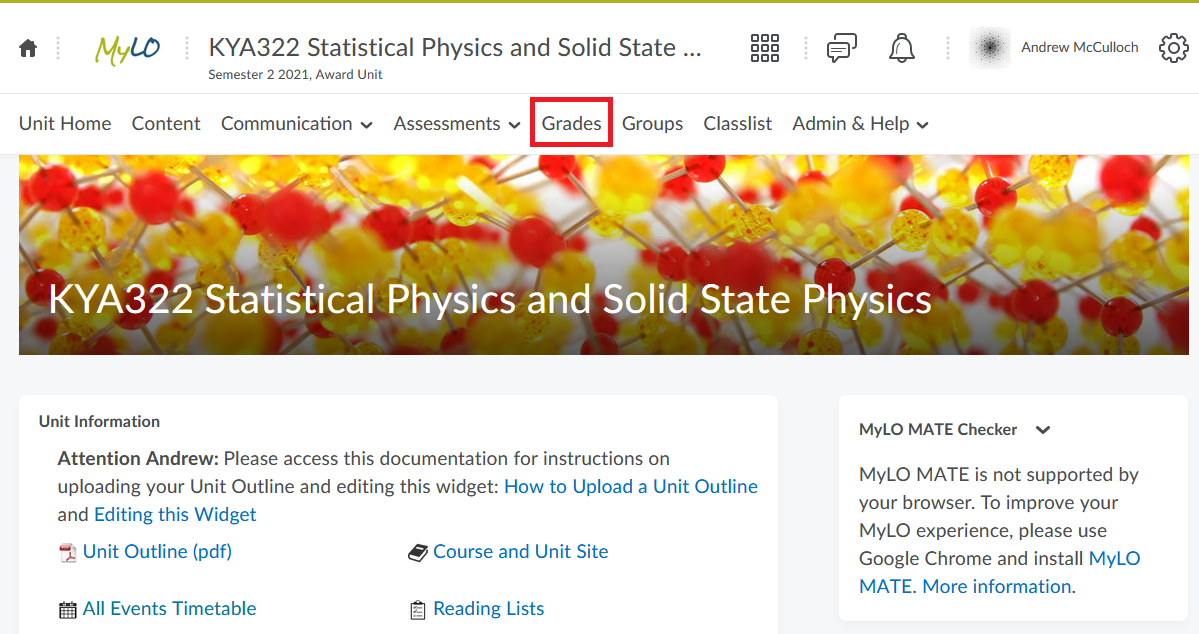 MyLO
KYA322 Statistical Physics and Solid State ...
Semester 2 2021, Award Unit
Andrew McCulloch
Unit Home Content Communication Assessments Grades Groups Classlist Admin & Help
KYA322 Statistical Physics and Solid State Physics
Unit Information
Attention Andrew: Please access this documentation for instructions on
uploading your Unit Outline and editing this widget: How to Upload a Unit Outline
and Editing this Widget
Unit Outline (pdf)
Course and Unit Site
All Events Timetable
Reading Lists
MyLO MATE Checker
MyLO MATE is not supported by
your browser. To improve your
MyLO experience, please use
Google Chrome and install MyLO
MATE. More information.